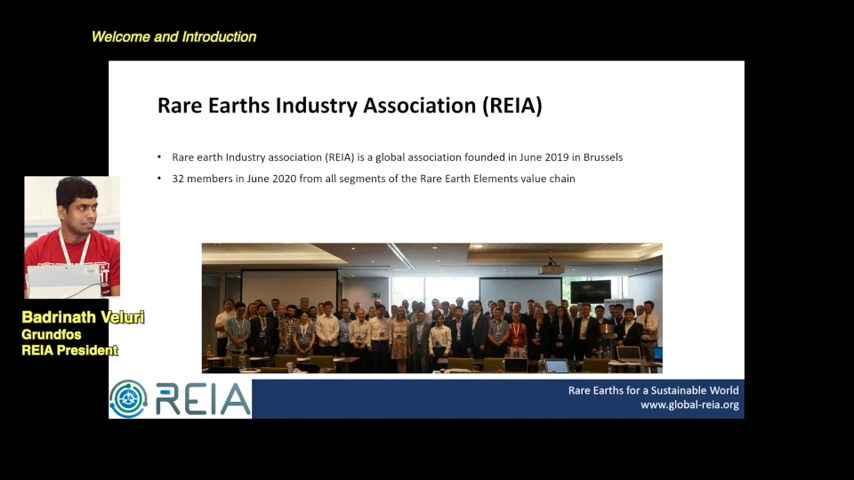 Welcome and Introduction
Rare Earths Industry Association (REIA)
• Rare earth Industry association (REIA) is a global association founded in June 2019 in Brussels
• 32 members in June 2020 from all segments of the Rare Earth Elements value chain
Badrinath Veluri
Grundfos
REIA President
REIA
Rare Earths for a Sustainable World
www.global-reia.org